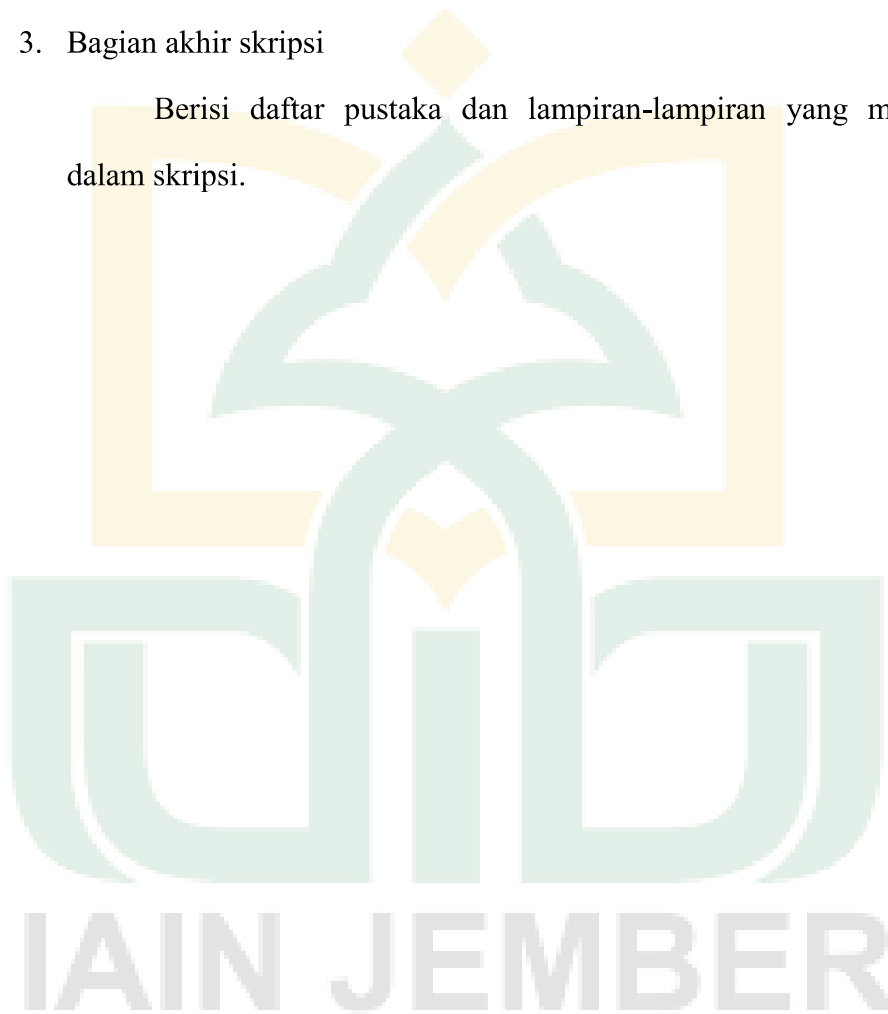 3. Bagian akhir skripsi
Berisi daftar pustaka dan lampiran-lampiran yang
dalam skripsi.
IAIN JEMBER